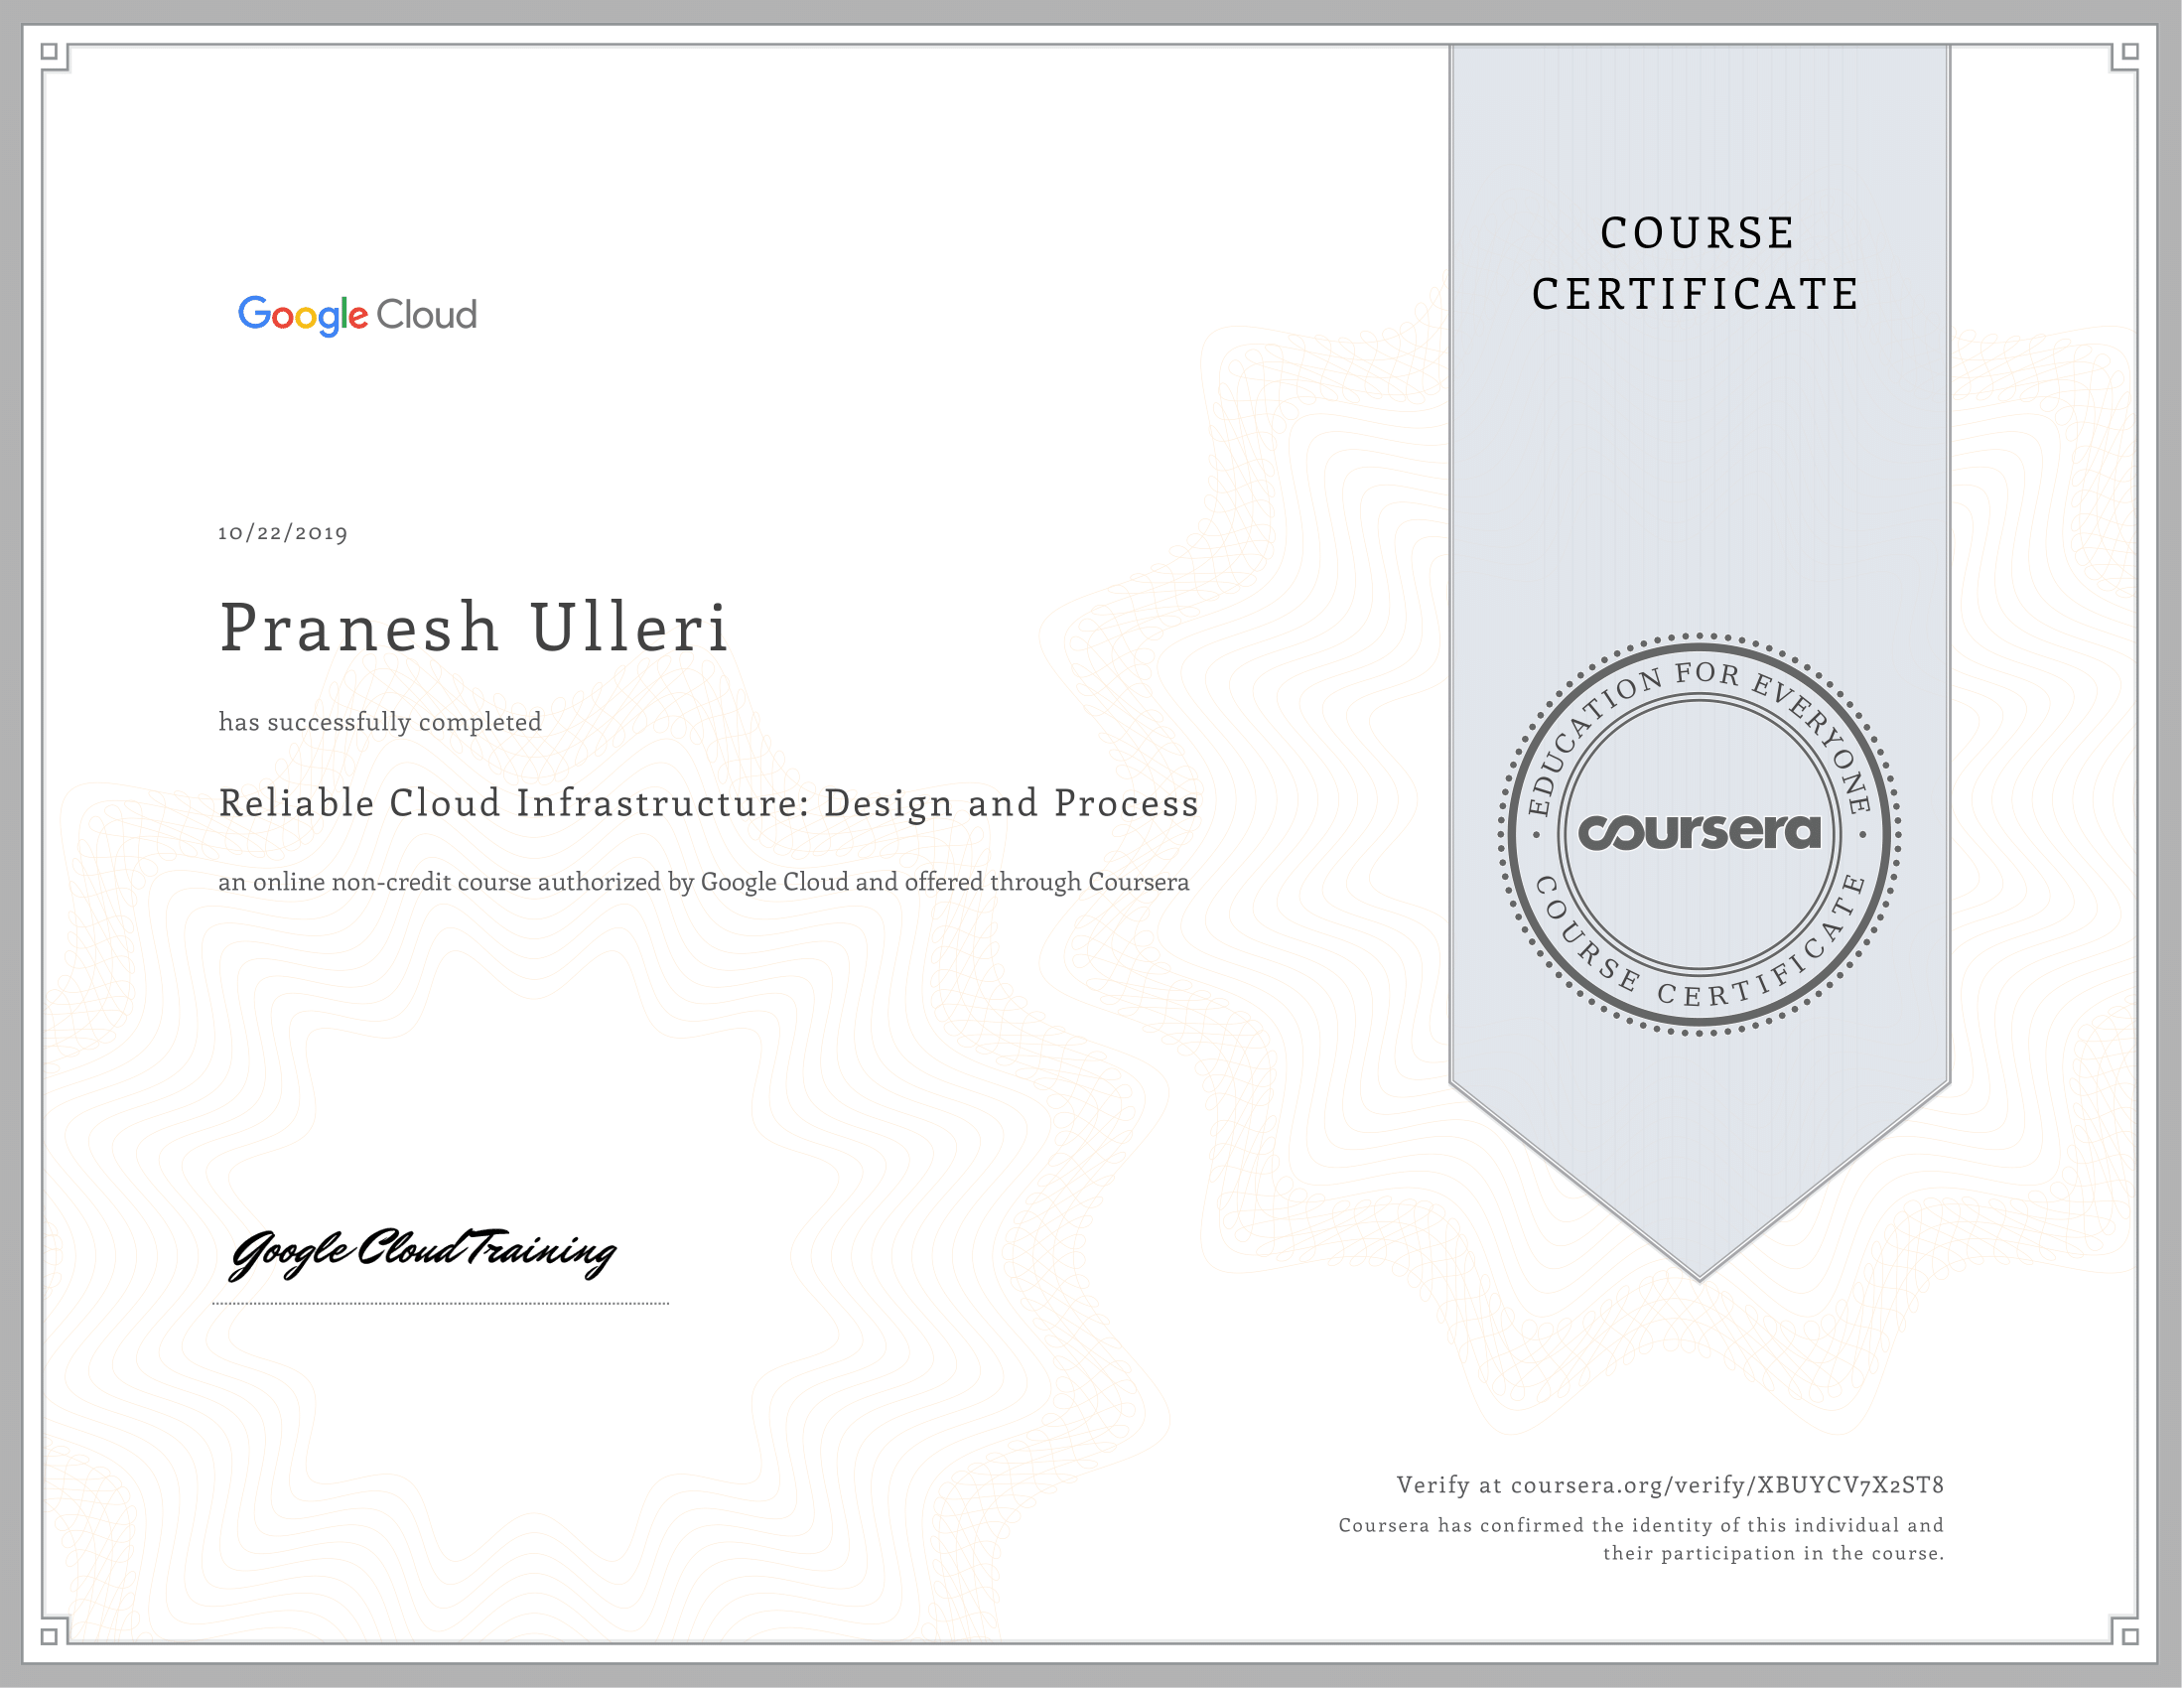 Google Cloud
10/22/2019
Pranesh Ulleri
has successfully completed
Reliable Cloud Infrastructure: Design and Process
an online non-credit course authorized by Google Cloud and offered through Coursera
Google Cloud Training
COURSE
CERTIFICATE
EDUCATION FOR EVERYONE
coursera
COURSE CERTIFICATE
Verify at coursera.org/verify/XBUYCV7X2ST8
Coursera has confirmed the identity of this individual and
their participation in the course.